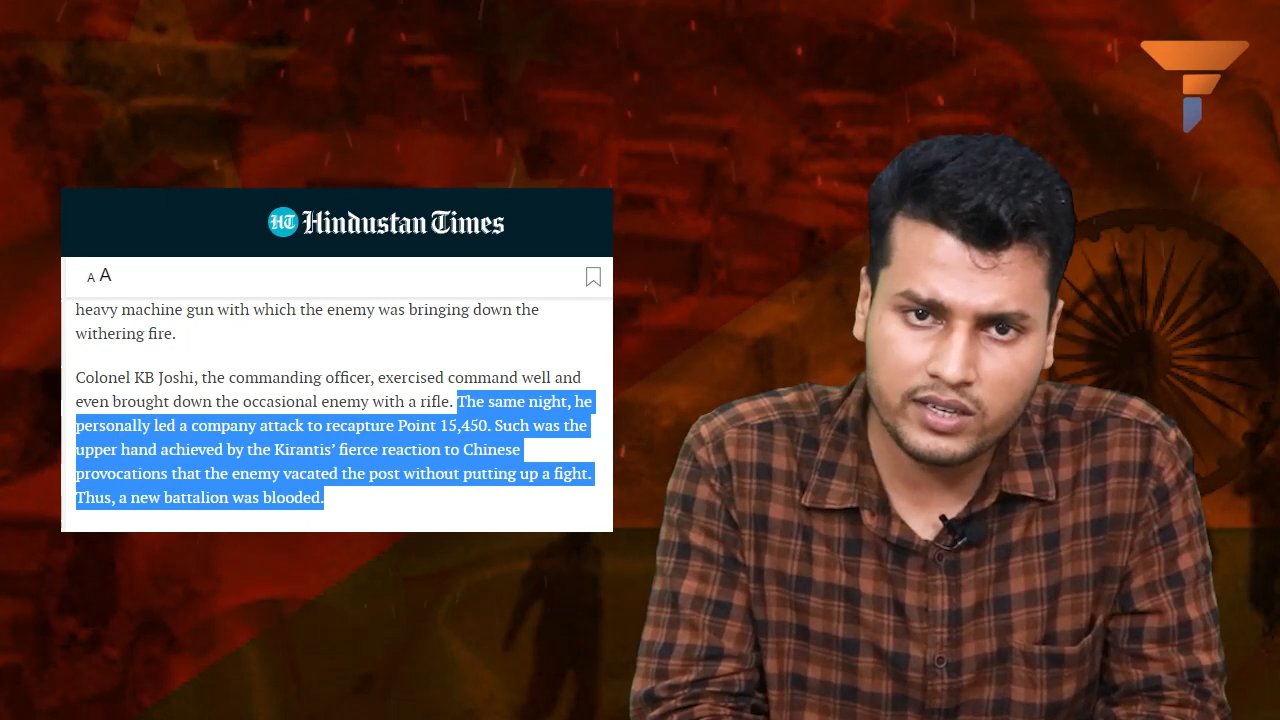 HT Hindustan Times
A A
heavy machine gun with which the enemy was bringing down the
withering fire.
Colonel KB Joshi, the commanding officer, exercised command well and
even brought down the occasional enemy with a rifle. The same night, he
personally led a company attack to recapture Point 15,450. Such was the
upper hand achieved by the Kirantis’ fierce reaction to Chinese
provocations that the enemy vacated the post without putting up a fight.
Thus, a new battalion was blooded.